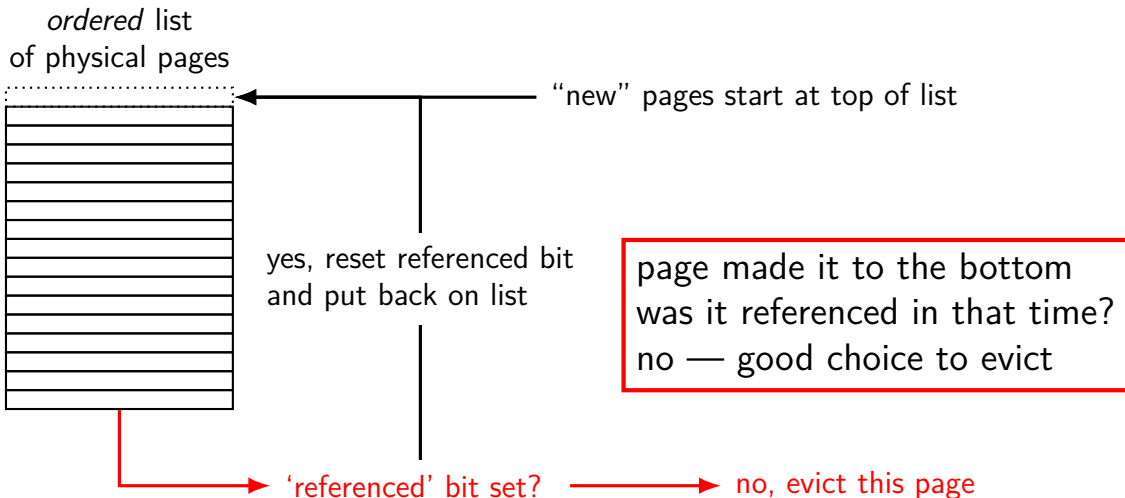 ordered list
of physical pages
“new” pages start at top of list
yes, reset referenced bit
and put back on list
page made it to the bottom
was it referenced in that time?
no — good choice to evict
‘referenced’ bit set?
no, evict this page